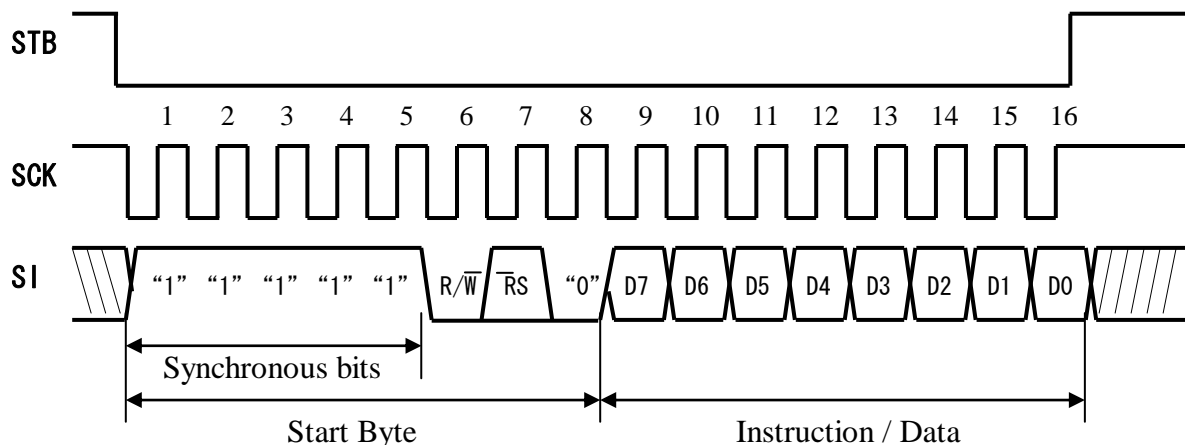 STB
1 2 3 4 5 6 7 8 9 10 11 12 13 14 15 16
SCK
SI “1” “1” “1” “1” “1” R/W̅ R̅S “0” D7 D6 D5 D4 D3 D2 D1 D0
Synchronous bits
Start Byte Instruction / Data